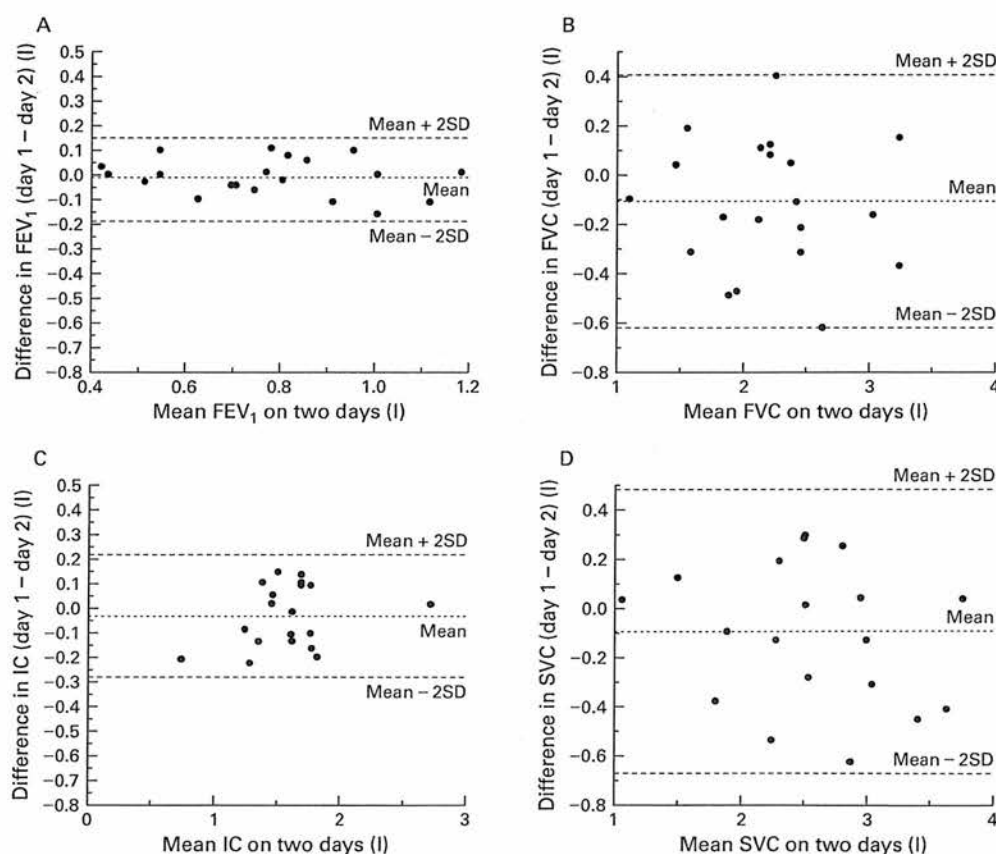 A
Difference in FEV₁ (day 1 – day 2) (l)
0.5
0.4
0.3
0.2
0.1
0.0
−0.1
−0.2
−0.3
−0.4
−0.5
−0.6
−0.7
−0.8
Mean + 2SD
Mean
Mean − 2SD
0.4 0.6 0.8 1.0 1.2
Mean FEV₁ on two days (l)
B
Difference in FVC (day 1 – day 2) (l)
0.4
0.2
0.0
−0.2
−0.4
−0.6
−0.8
Mean + 2SD
Mean
Mean − 2SD
1 2 3 4
Mean FVC on two days (l)
C
Difference in IC (day 1 – day 2) (l)
0.5
0.4
0.3
0.2
0.1
0.0
−0.1
−0.2
−0.3
−0.4
−0.5
−0.6
−0.7
−0.8
Mean + 2SD
Mean
Mean − 2SD
0 1 2 3
Mean IC on two days (l)
D
Difference in SVC (day 1 – day 2) (l)
0.4
0.2
0.0
−0.2
−0.4
−0.6
−0.8
Mean + 2SD
Mean
Mean − 2SD
1 2 3 4
Mean SVC on two days (l)